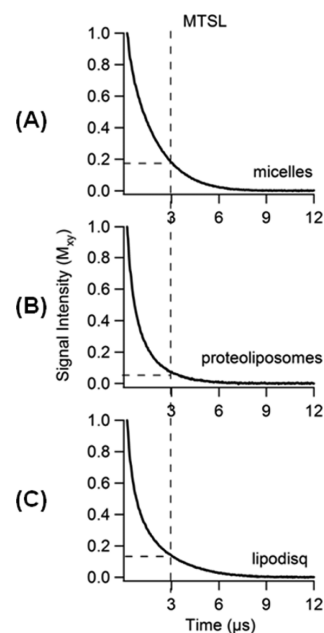 MTSL
(A)
1.0
0.8
0.6
0.4
0.2
0.0
micelles
3 6 9 12
(B)
1.0
0.8
0.6
0.4
0.2
0.0
proteoliposomes
3 6 9 12
(C)
1.0
0.8
0.6
0.4
0.2
0.0
lipodisq
3 6 9 12
Signal Intensity (Mxy)
Time (µs)